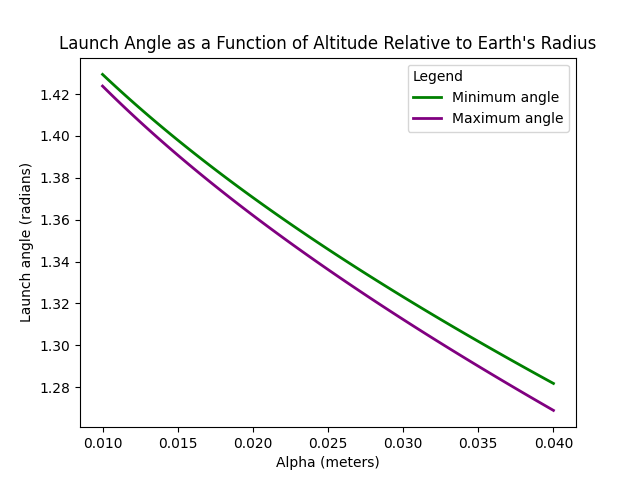 Launch Angle as a Function of Altitude Relative to Earth's Radius
Legend
Minimum angle
Maximum angle
Launch angle (radians)
1.42
1.40
1.38
1.36
1.34
1.32
1.30
1.28
0.010 0.015 0.020 0.025 0.030 0.035 0.040
Alpha (meters)